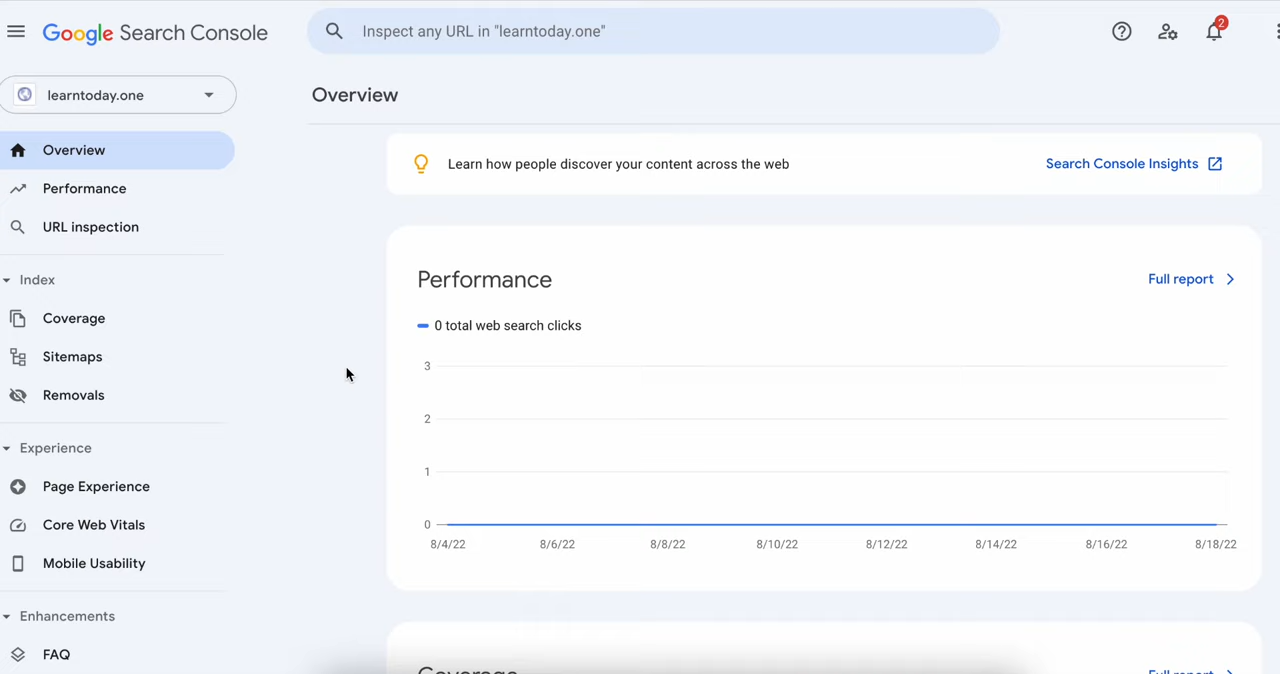 Google Search Console
Inspect any URL in "learntoday.one"
2
learntoday.one
Overview
Performance
URL inspection
Index
Coverage
Sitemaps
Removals
Experience
Page Experience
Core Web Vitals
Mobile Usability
Enhancements
FAQ
Overview
Learn how people discover your content across the web
Search Console Insights
Performance
Full report
0 total web search clicks
3
2
1
0
8/4/22 8/6/22 8/8/22 8/10/22 8/12/22 8/14/22 8/16/22 8/18/22
Coverage
Full report